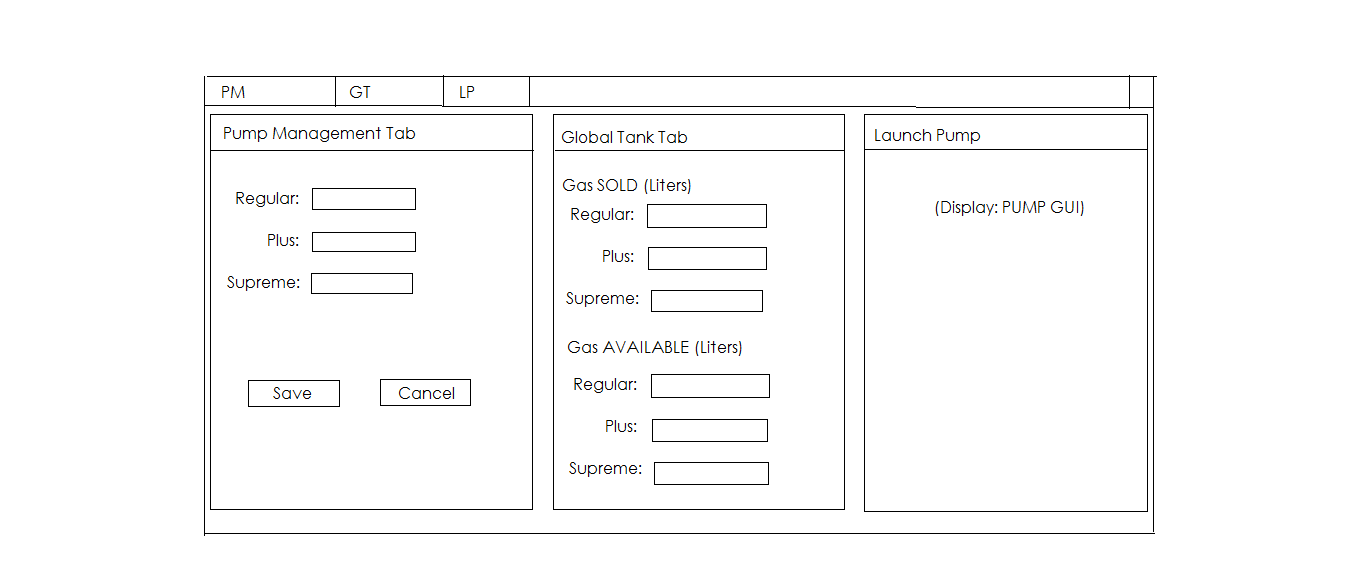 PM GT LP
Pump Management Tab
Regular:
Plus:
Supreme:
Save Cancel
Global Tank Tab
Gas SOLD (Liters)
Regular:
Plus:
Supreme:
Gas AVAILABLE (Liters)
Regular:
Plus:
Supreme:
Launch Pump
(Display: PUMP GUI)